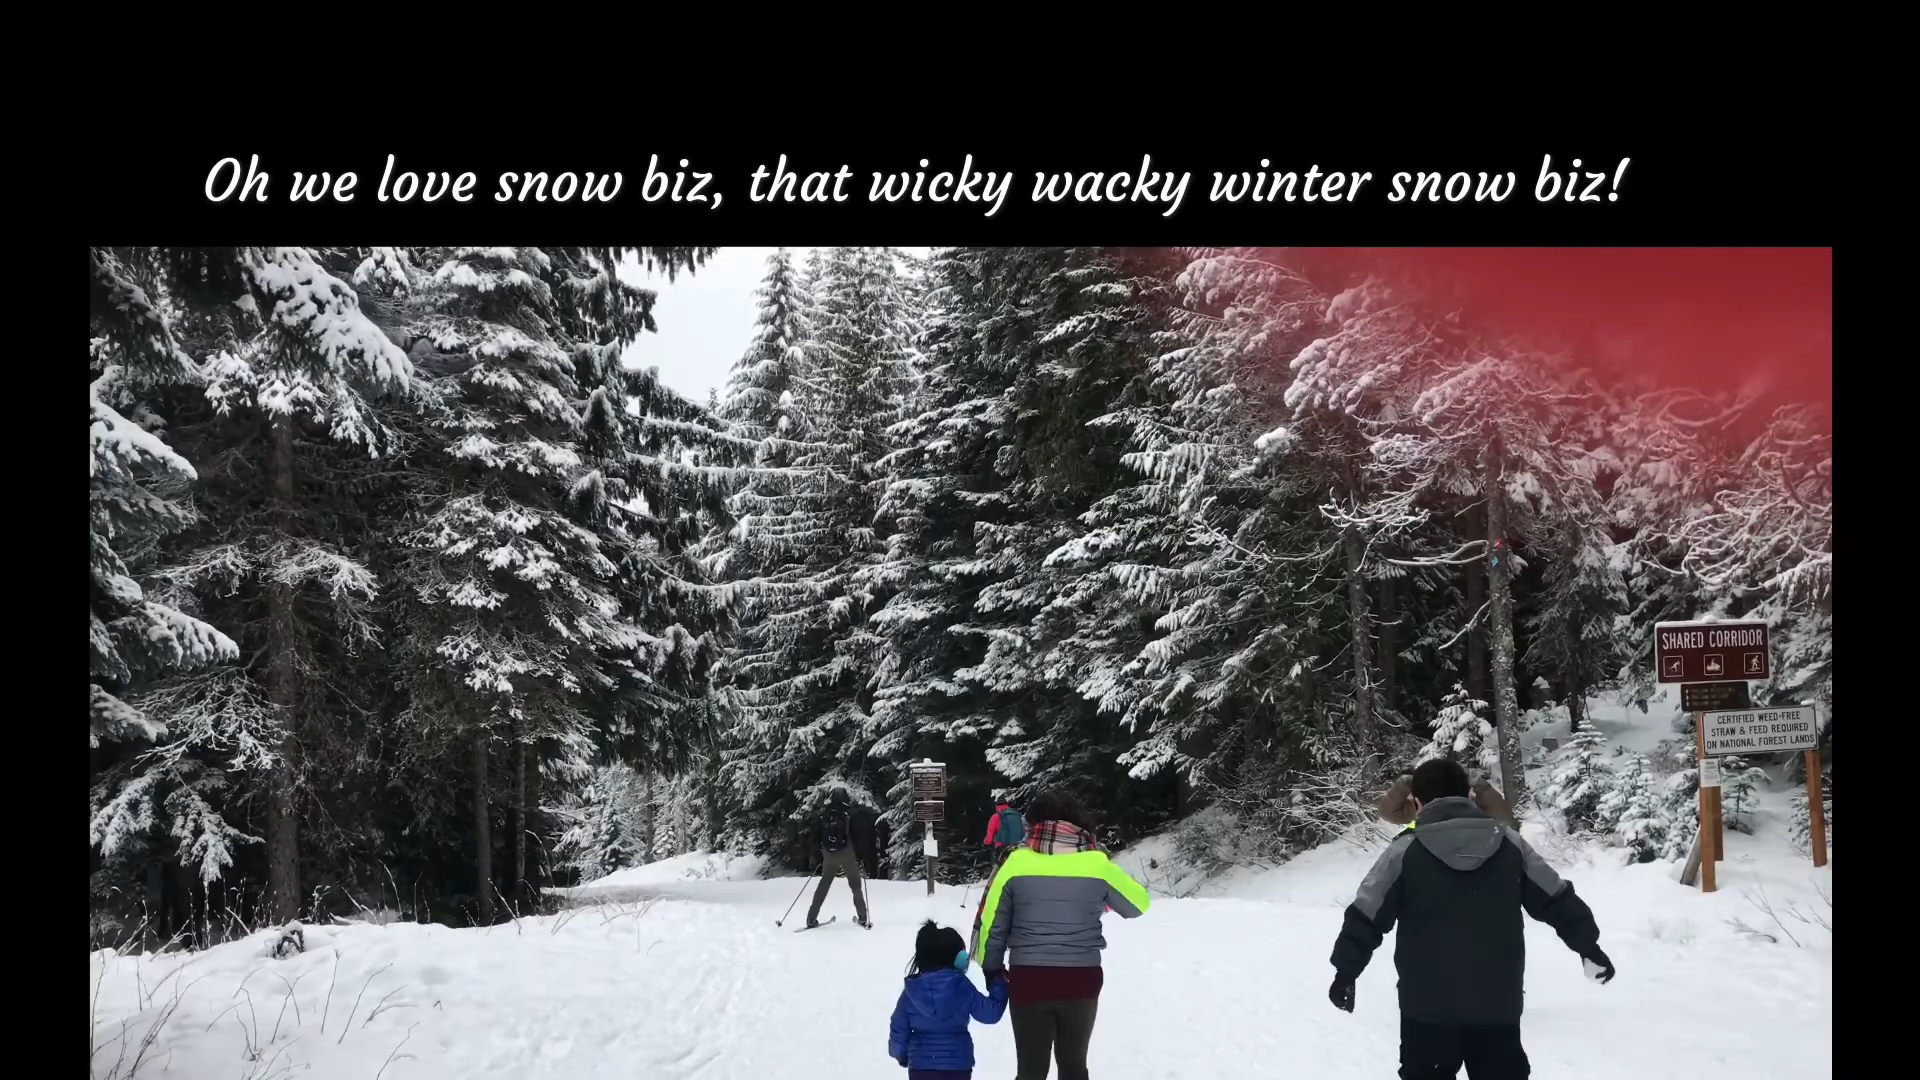 Oh we love snow biz, that wicky wacky winter snow biz!
SHARED CORRIDOR
CERTIFIED WEED-FREE
STRAW & FEED REQUIRED
ON NATIONAL FOREST LANDS